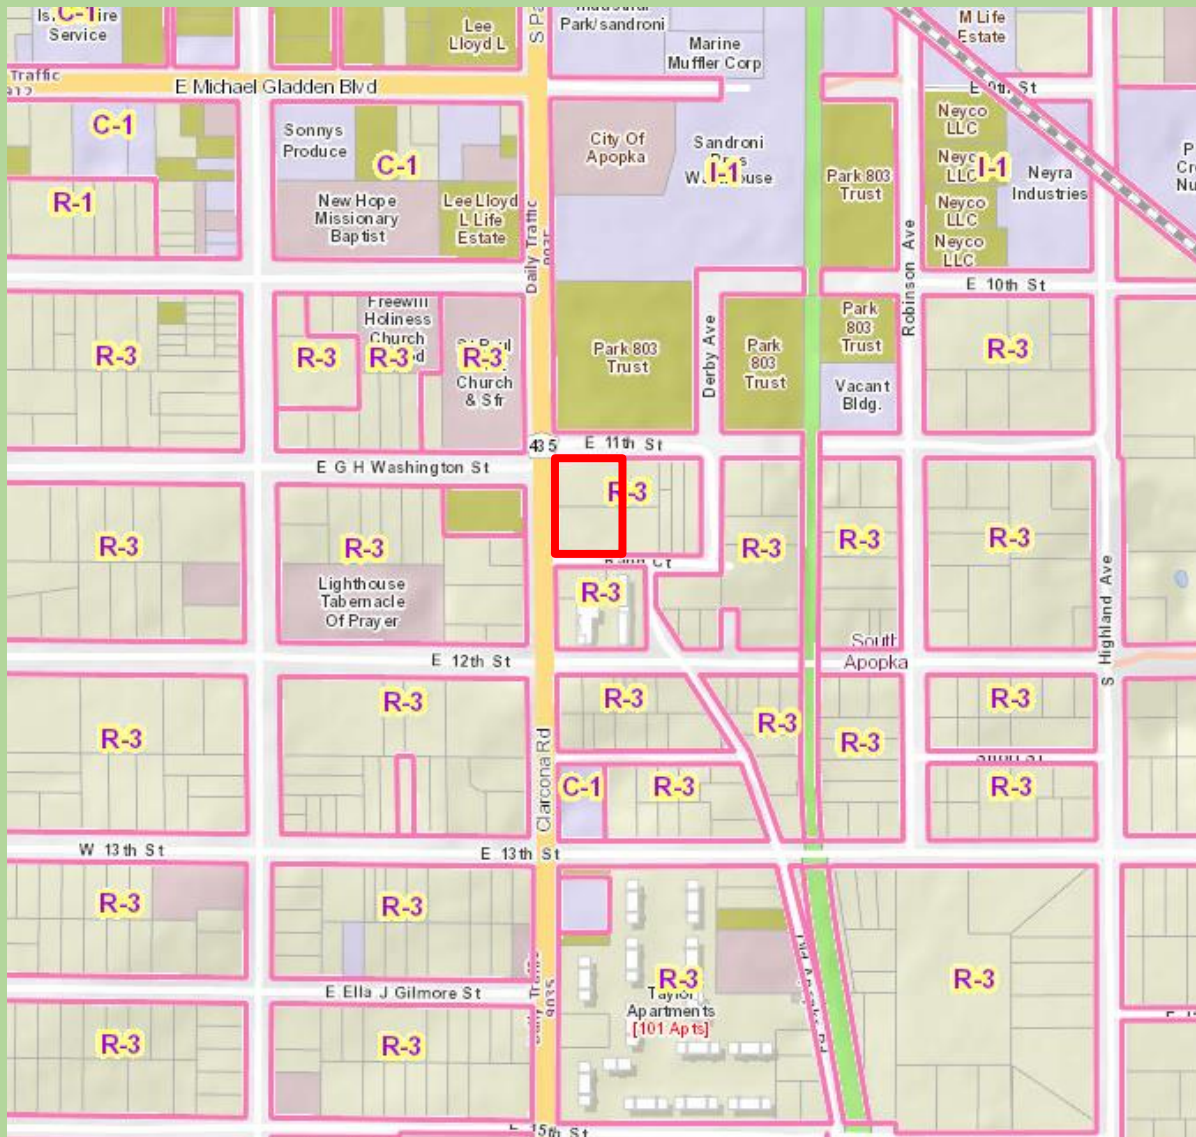 C-1
Service
Lee
Lloyd L
Park/sandroni
Marine
Muffler Corp
M Life
Estate
Traffic
E Michael Gladden Blvd
C-1
Sonnys
Produce
C-1
City Of
Apopka
Sandroni
I-1
Park 803
Trust
Neyco
LLC
Neyco
LLC
I-1
Neyra
Industries
R-1
New Hope
Missionary
Baptist
Lee Lloyd
L Life
Estate
Neyco
LLC
Neyco
LLC
Daily Traffic
Robinson Ave
E 10th St
R-3
R-3
Freewill
Holiness
Church
R-3
R-3
Church
& Sfr
Park 803
Trust
Derby Ave
Park
803
Trust
Park
803
Trust
Vacant
Bldg.
R-3
435
E 11th St
E G H Washington St
R-3
R-3
R-3
Lighthouse
Tabernacle
Of Prayer
R-3
R-3
R-3
R-3
S Highland Ave
E 12th St
South
Apopka
R-3
R-3
R-3
R-3
R-3
R-3
Clarcona Rd
C-1
R-3
R-3
W 13th St
E 13th St
R-3
R-3
R-3
Taylor
Apartments
[101 Apts]
R-3
E Ella J Gilmore St
R-3
R-3
15th St